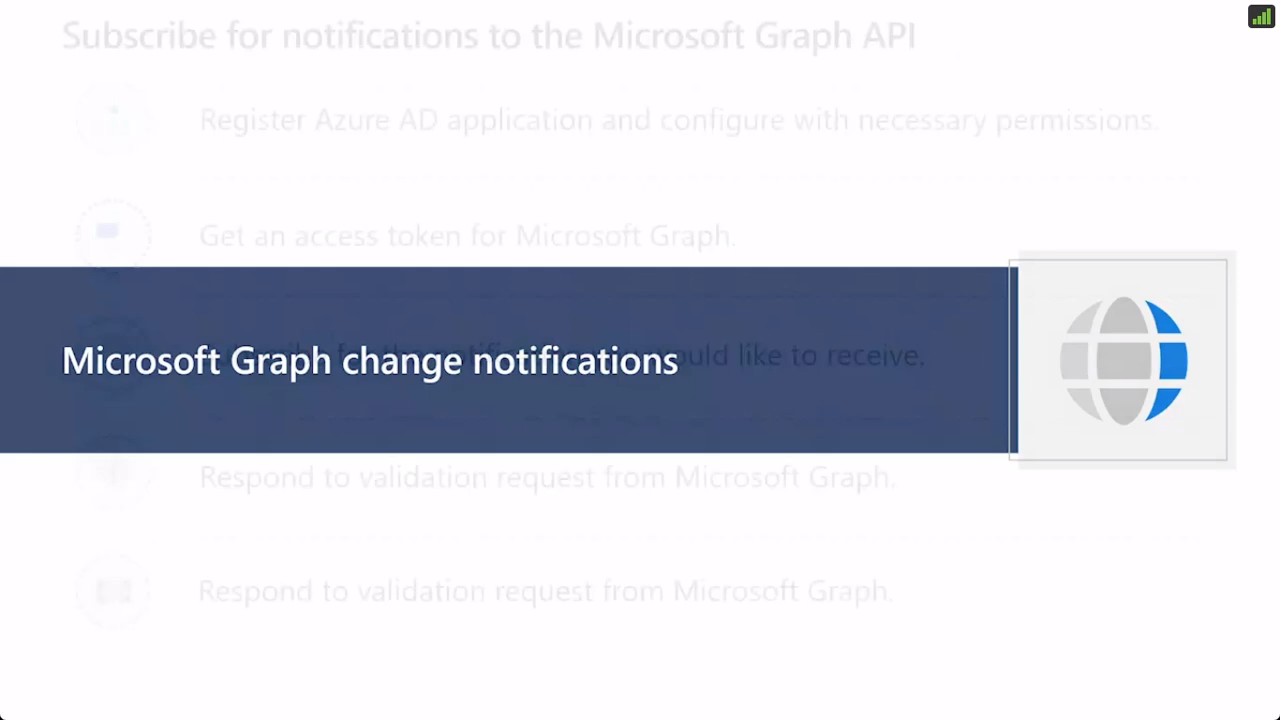 Subscribe for notifications to the Microsoft Graph API
Register Azure AD application and configure with necessary permissions.
Get an access token for Microsoft Graph.
Microsoft Graph change notifications
would like to receive.
Respond to validation request from Microsoft Graph.
Respond to validation request from Microsoft Graph.